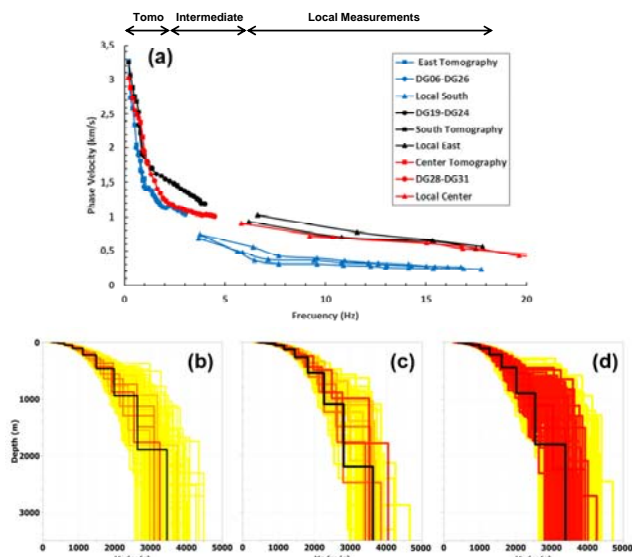 Tomo Intermediate Local Measurements
(a)
Phase Velocity (km/s)
3,5
3
2,5
2
1,5
1
0,5
0
East Tomography
DG06-DG26
Local South
DG19-DG24
South Tomography
Local East
Center Tomography
DG28-DG31
Local Center
0 5 10 15 20
Frecuency (Hz)
(b) (c) (d)
Depth (m)
0
1000
2000
3000
0 1000 2000 3000 4000 5000
0 1000 2000 3000 4000 5000
0 1000 2000 3000 4000 5000